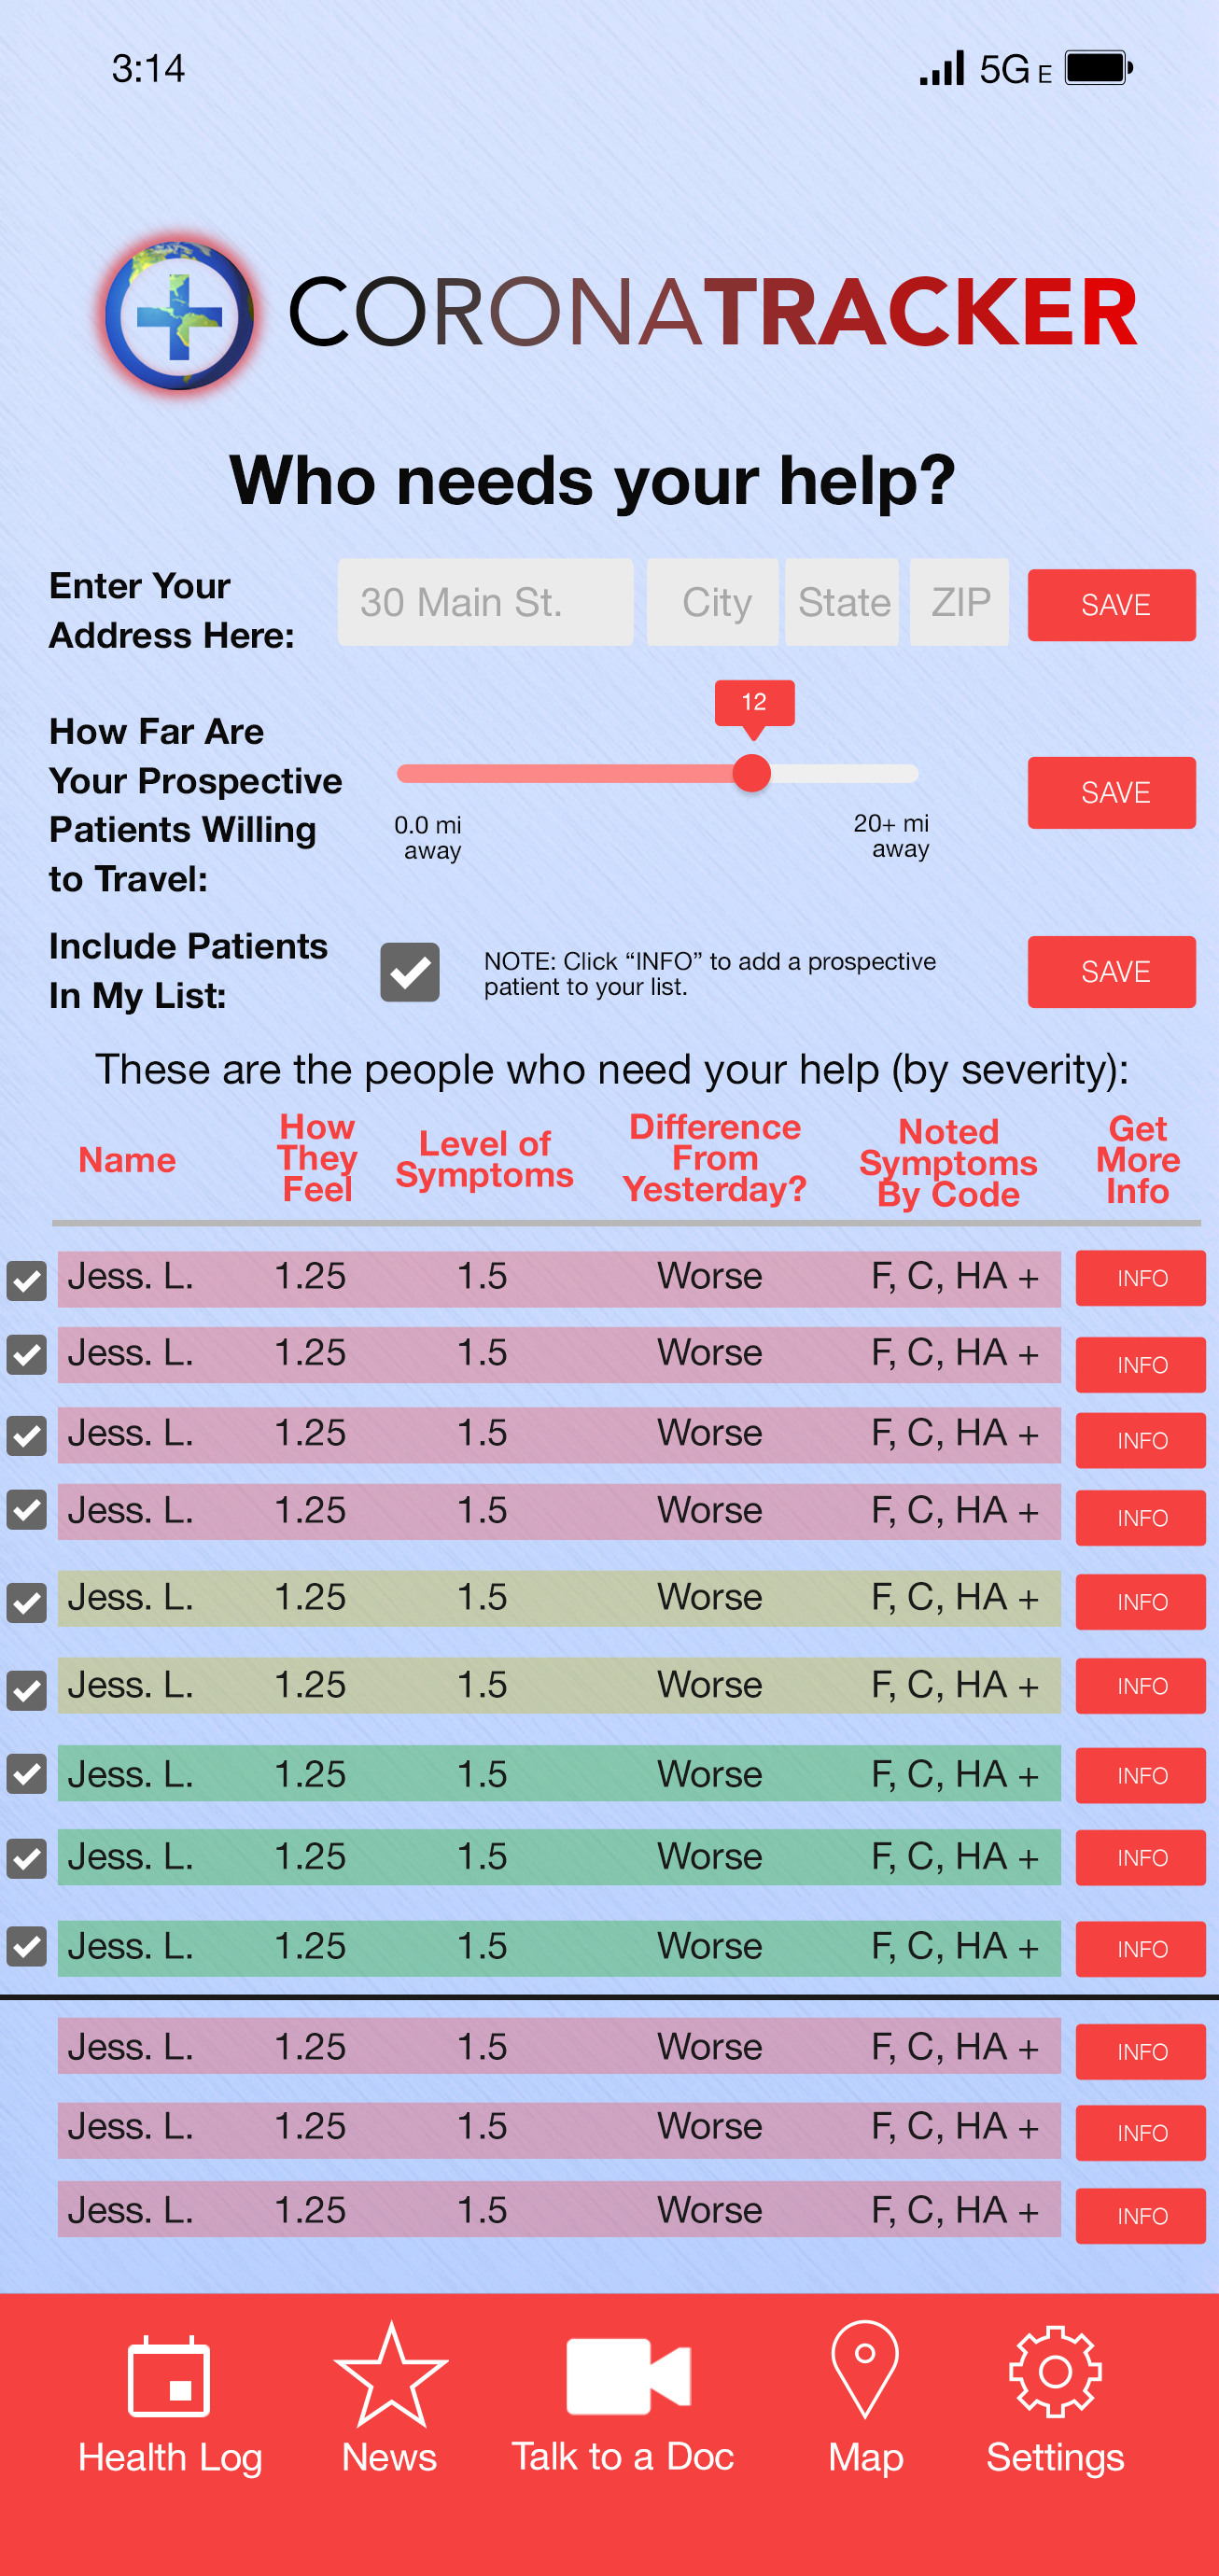 3:14 5G E
CORONATRACKER
Who needs your help?
Enter Your
Address Here:
30 Main St. City State ZIP SAVE
12
How Far Are
Your Prospective
Patients Willing
to Travel:
0.0 mi
away
20+ mi
away
SAVE
Include Patients
In My List:
NOTE: Click “INFO” to add a prospective
patient to your list.
SAVE
These are the people who need your help (by severity):
Name
How
They
Feel
Level of
Symptoms
Difference
From
Yesterday?
Noted
Symptoms
By Code
Get
More
Info
Jess. L. 1.25 1.5 Worse F, C, HA + INFO
Jess. L. 1.25 1.5 Worse F, C, HA + INFO
Jess. L. 1.25 1.5 Worse F, C, HA + INFO
Jess. L. 1.25 1.5 Worse F, C, HA + INFO
Jess. L. 1.25 1.5 Worse F, C, HA + INFO
Jess. L. 1.25 1.5 Worse F, C, HA + INFO
Jess. L. 1.25 1.5 Worse F, C, HA + INFO
Jess. L. 1.25 1.5 Worse F, C, HA + INFO
Jess. L. 1.25 1.5 Worse F, C, HA + INFO
Jess. L. 1.25 1.5 Worse F, C, HA + INFO
Jess. L. 1.25 1.5 Worse F, C, HA + INFO
Jess. L. 1.25 1.5 Worse F, C, HA + INFO
Health Log News Talk to a Doc Map Settings